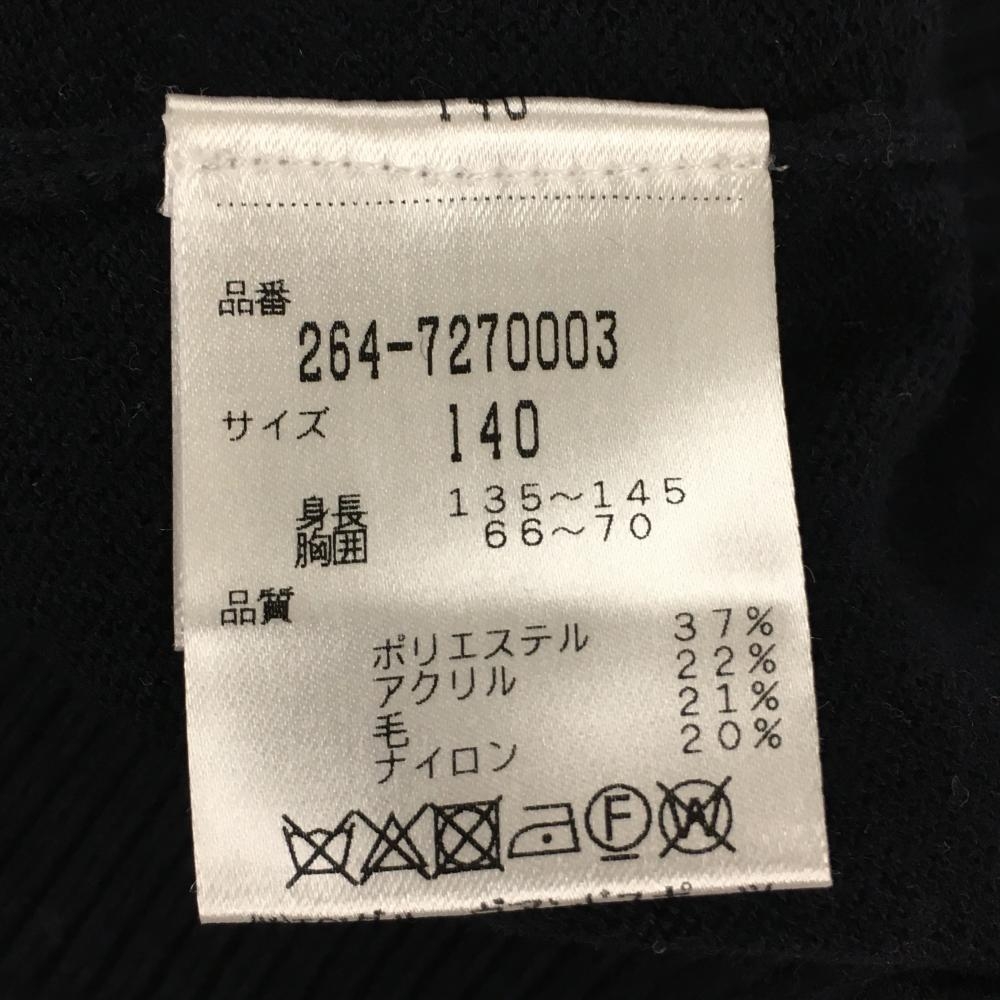 140
品番
264-7270003
サイズ 140
身長 135～145
胸囲 66～70
品質
ポリエステル 37%
アクリル 22%
毛 21%
ナイロン 20%
F W